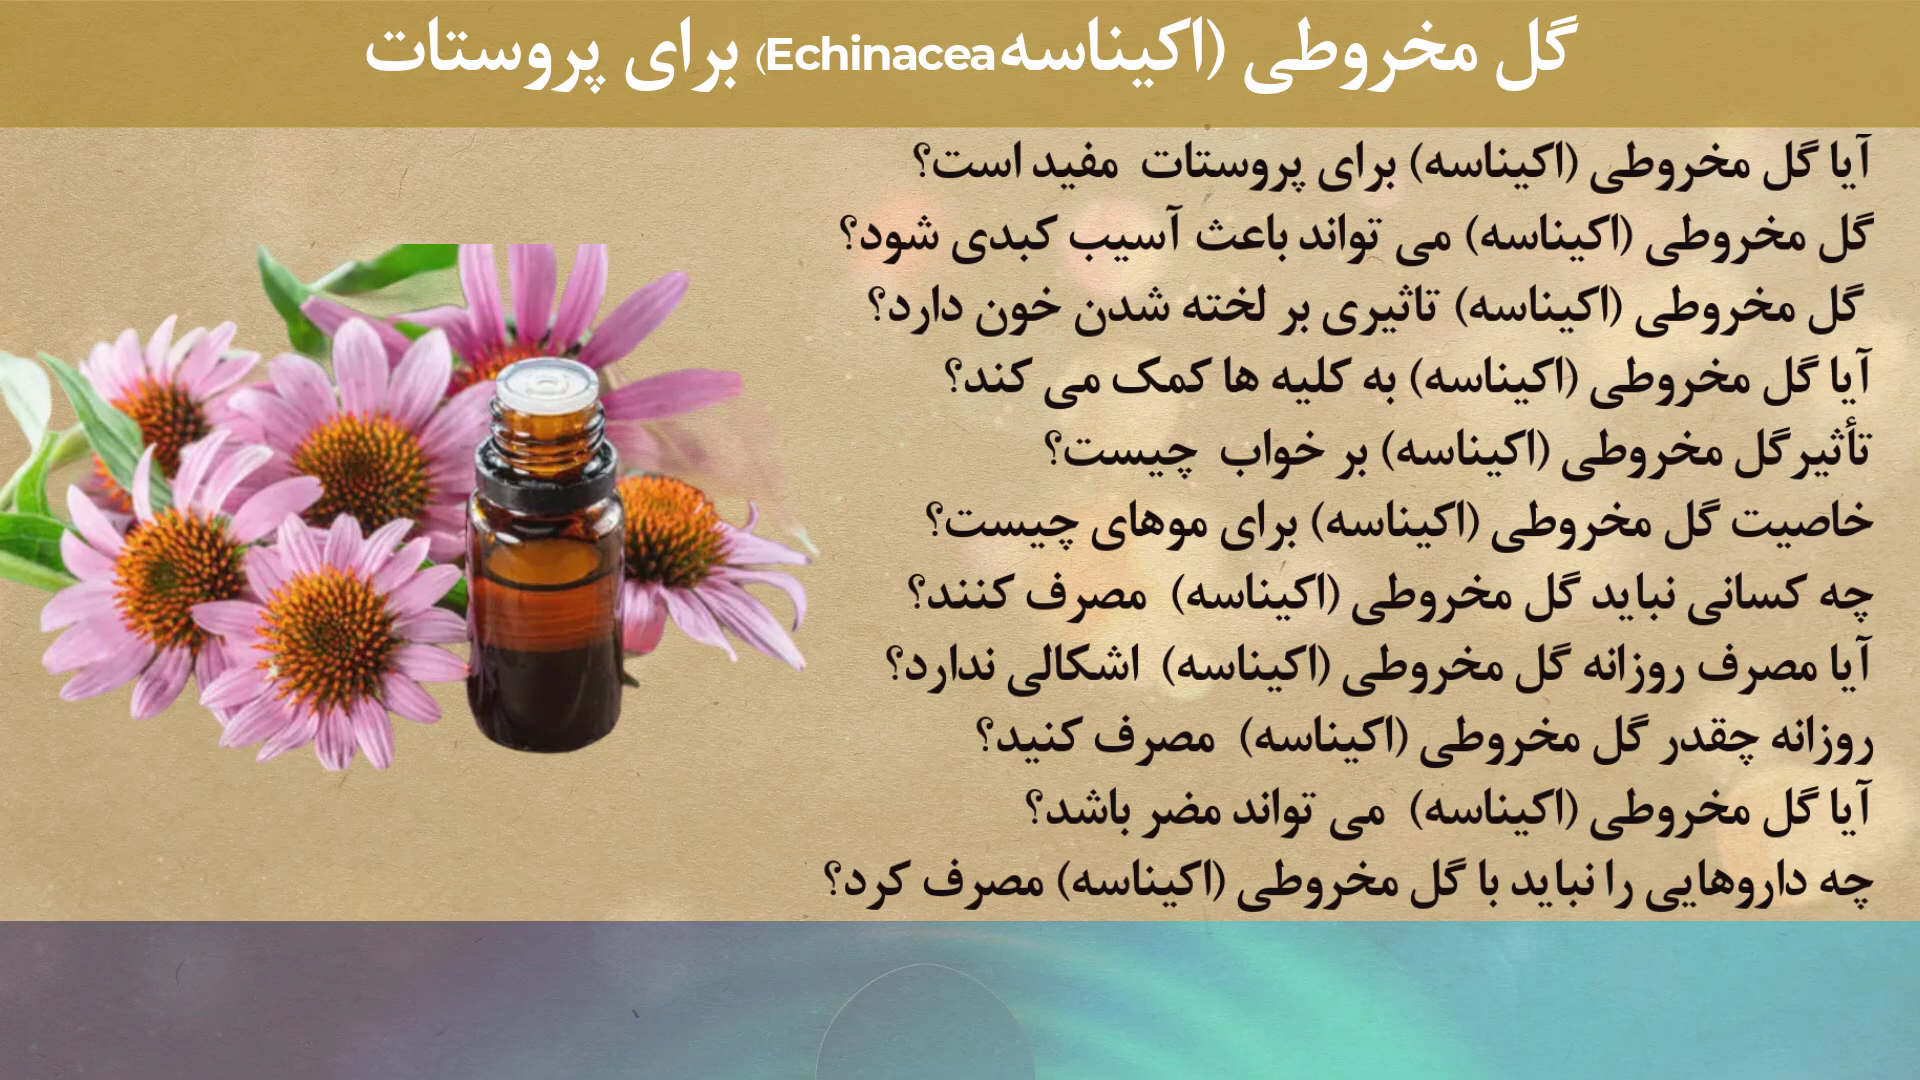 گل مخروطی (اکیناسهEchinacea) برای پروستات
آیا گل مخروطی (اکیناسه) برای پروستات مفید است؟
گل مخروطی (اکیناسه) می تواند باعث آسیب کبدی شود؟
گل مخروطی (اکیناسه) تاثیری بر لخته شدن خون دارد؟
آیا گل مخروطی (اکیناسه) به کلیه ها کمک می کند؟
تأثیرگل مخروطی (اکیناسه) بر خواب چیست؟
خاصیت گل مخروطی (اکیناسه) برای موهای چیست؟
چه کسانی نباید گل مخروطی (اکیناسه) مصرف کنند؟
آیا مصرف روزانه گل مخروطی (اکیناسه) اشکالی ندارد؟
روزانه چقدر گل مخروطی (اکیناسه) مصرف کنید؟
آیا گل مخروطی (اکیناسه) می تواند مضر باشد؟
چه داروهایی را نباید با گل مخروطی (اکیناسه) مصرف کرد؟